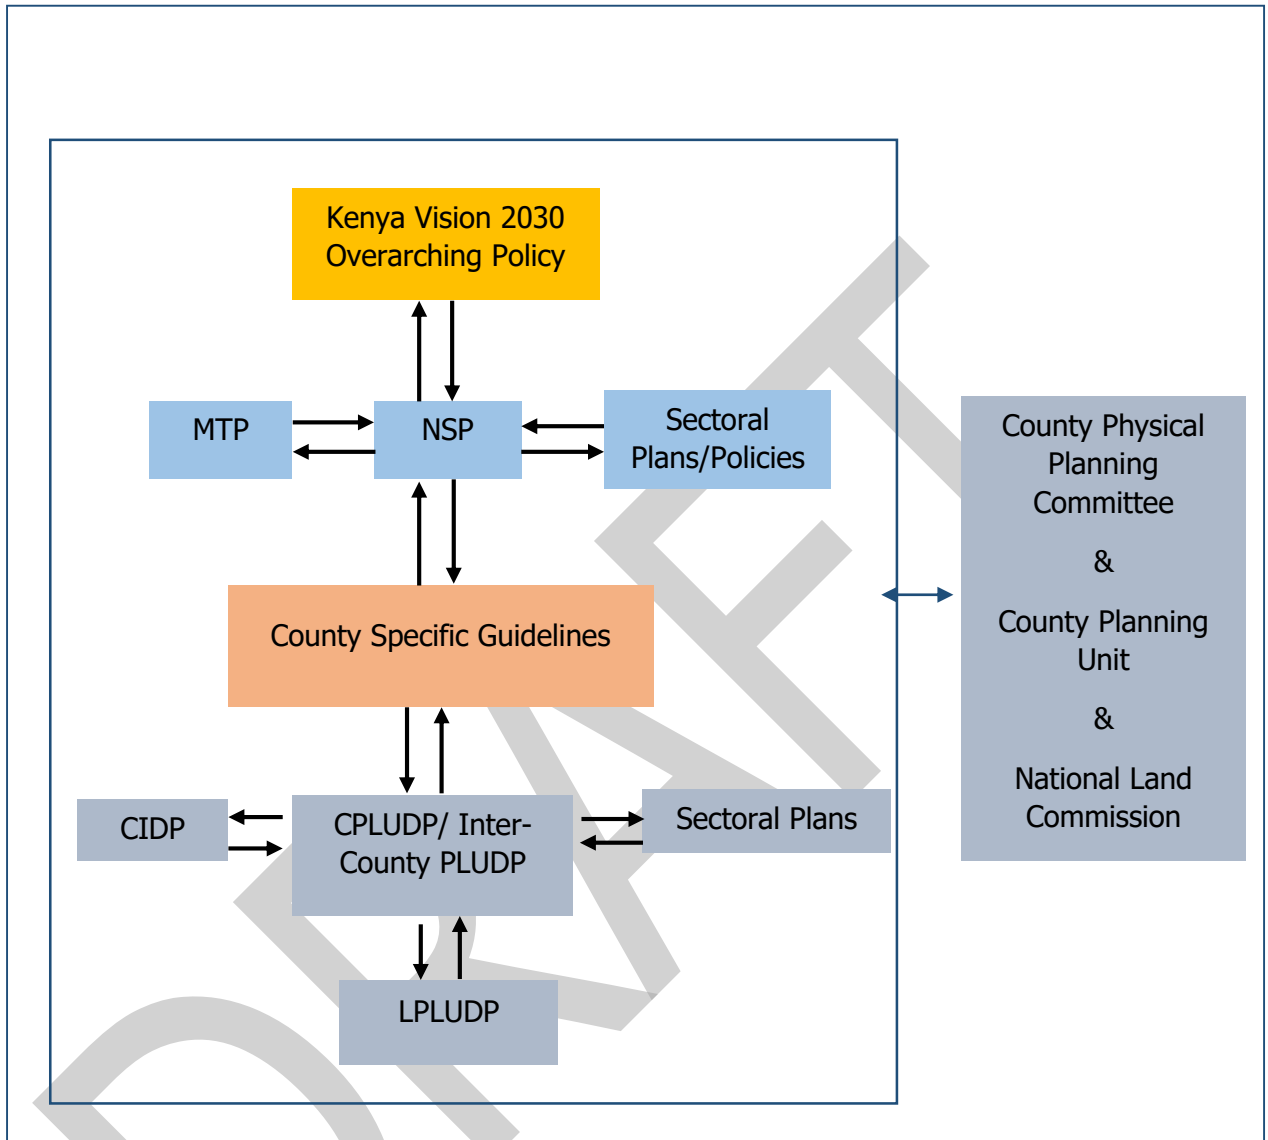 Kenya Vision 2030
Overarching Policy
MTP
NSP
Sectoral
Plans/Policies
County Specific Guidelines
CIDP
CPLUDP/ Inter-
County PLUDP
Sectoral Plans
LPLUDP
County Physical
Planning
Committee
&
County Planning
Unit
&
National Land
Commission
DRAFT